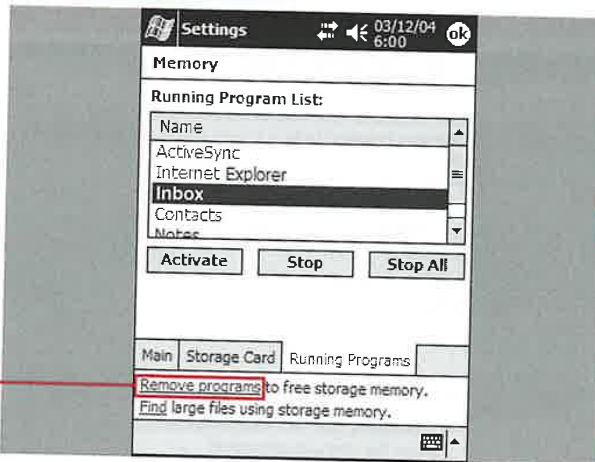 Settings 03/12/04 6:00 ok
Memory
Running Program List:
Name
ActiveSync
Internet Explorer
Inbox
Contacts
Notes
Activate Stop Stop All
Main Storage Card Running Programs
Remove programs to free storage memory.
Find large files using storage memory.